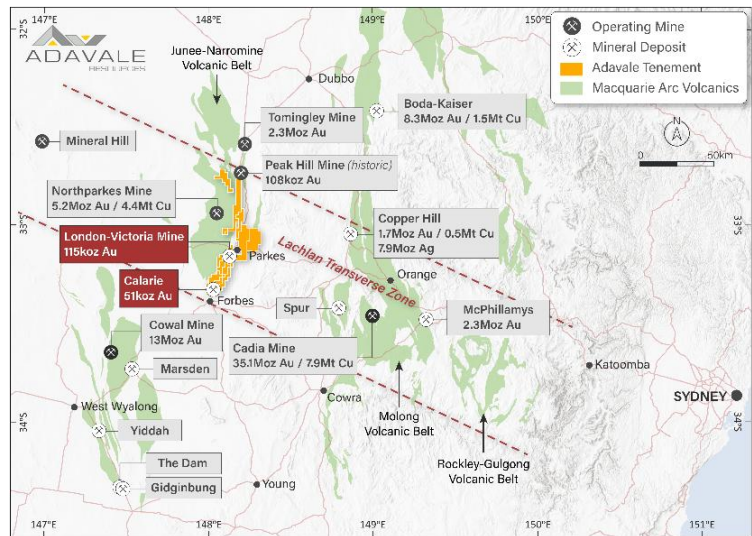 147°E
148°E
149°E
150°E
32°S
ADAVALE
RESOURCES
Junee-Narromine
Volcanic Belt
Dubbo
Operating Mine
Mineral Deposit
Adavale Tenement
Macquarie Arc Volcanics
N
0
60km
Boda-Kaiser
8.3Moz Au / 1.5Mt Cu
Tomingley Mine
2.3Moz Au
Mineral Hill
Peak Hill Mine (historic)
108koz Au
Northparkes Mine
5.2Moz Au / 4.4Mt Cu
33°S
33°S
Copper Hill
1.7Moz Au / 0.5Mt Cu
7.9Moz Ag
London-Victoria Mine
115koz Au
Parkes
Lachlan Transverse Zone
Orange
Calarie
51koz Au
Forbes
Spur
McPhillamys
2.3Moz Au
Cowal Mine
13Moz Au
Cadia Mine
35.1Moz Au / 7.9Mt Cu
Marsden
Katoomba
Cowra
SYDNEY
West Wyalong
Molong
Volcanic Belt
34°S
34°S
Yiddah
The Dam
Rockley-Gulgong
Volcanic Belt
Gidginbung
Young
147°E
148°E
149°E
150°E
151°E